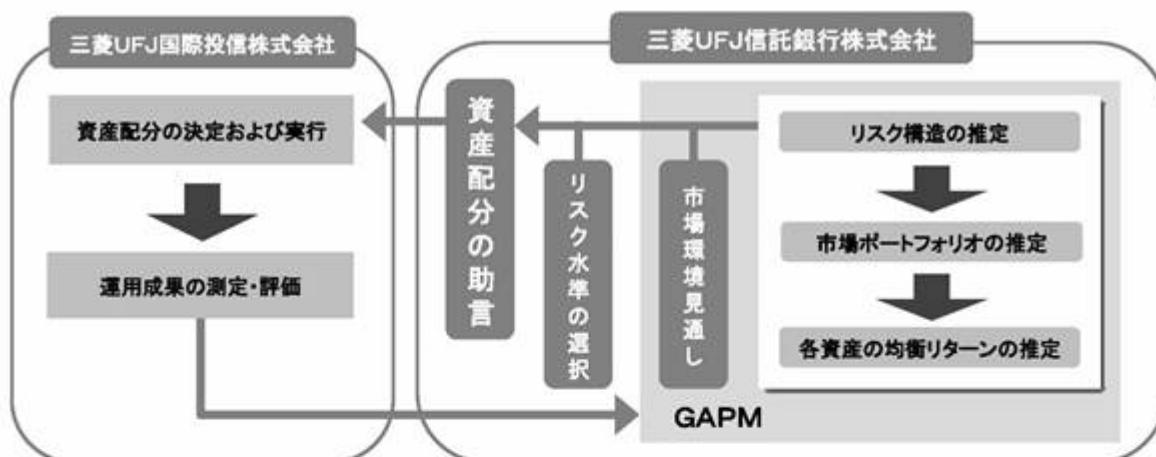 三菱UFJ国際投信株式会社
資産配分の決定および実行
運用成果の測定・評価
三菱UFJ信託銀行株式会社
資産配分の助言
リスク水準の選択
市場環境見通し
リスク構造の推定
市場ポートフォリオの推定
各資産の均衡リターンの推定
GAPM